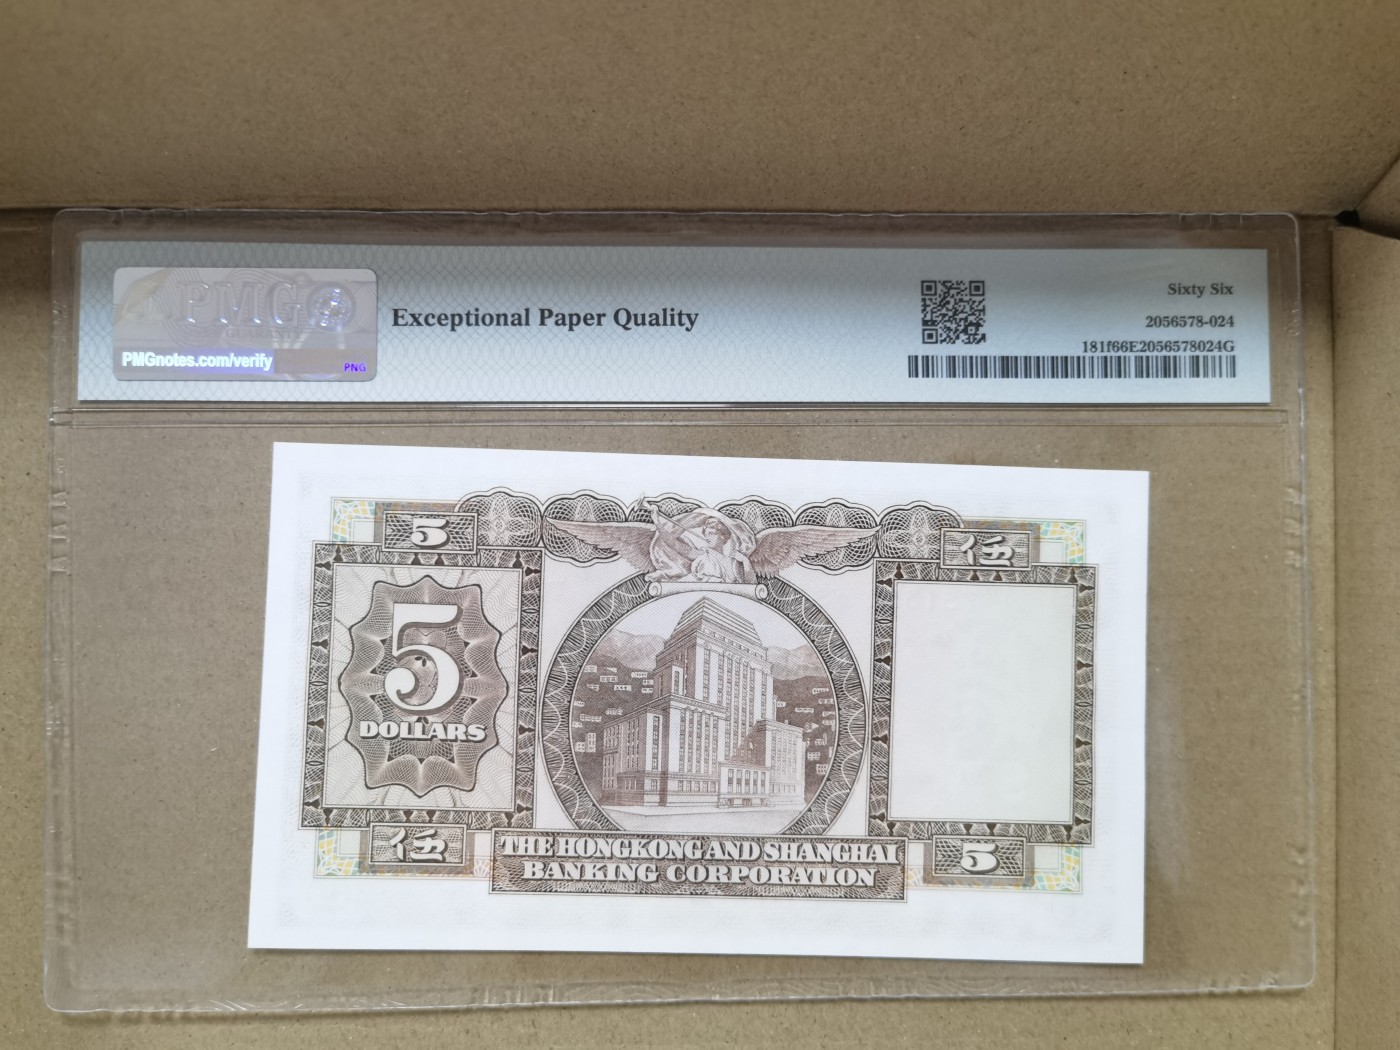 PMG
PMGnotes.com/verify
PNG
Exceptional Paper Quality
Sixty Six
2056578-024
181f66E2056578024G
5
伍
5
DOLLARS
伍
THE HONGKONG AND SHANGHAI
BANKING CORPORATION
5